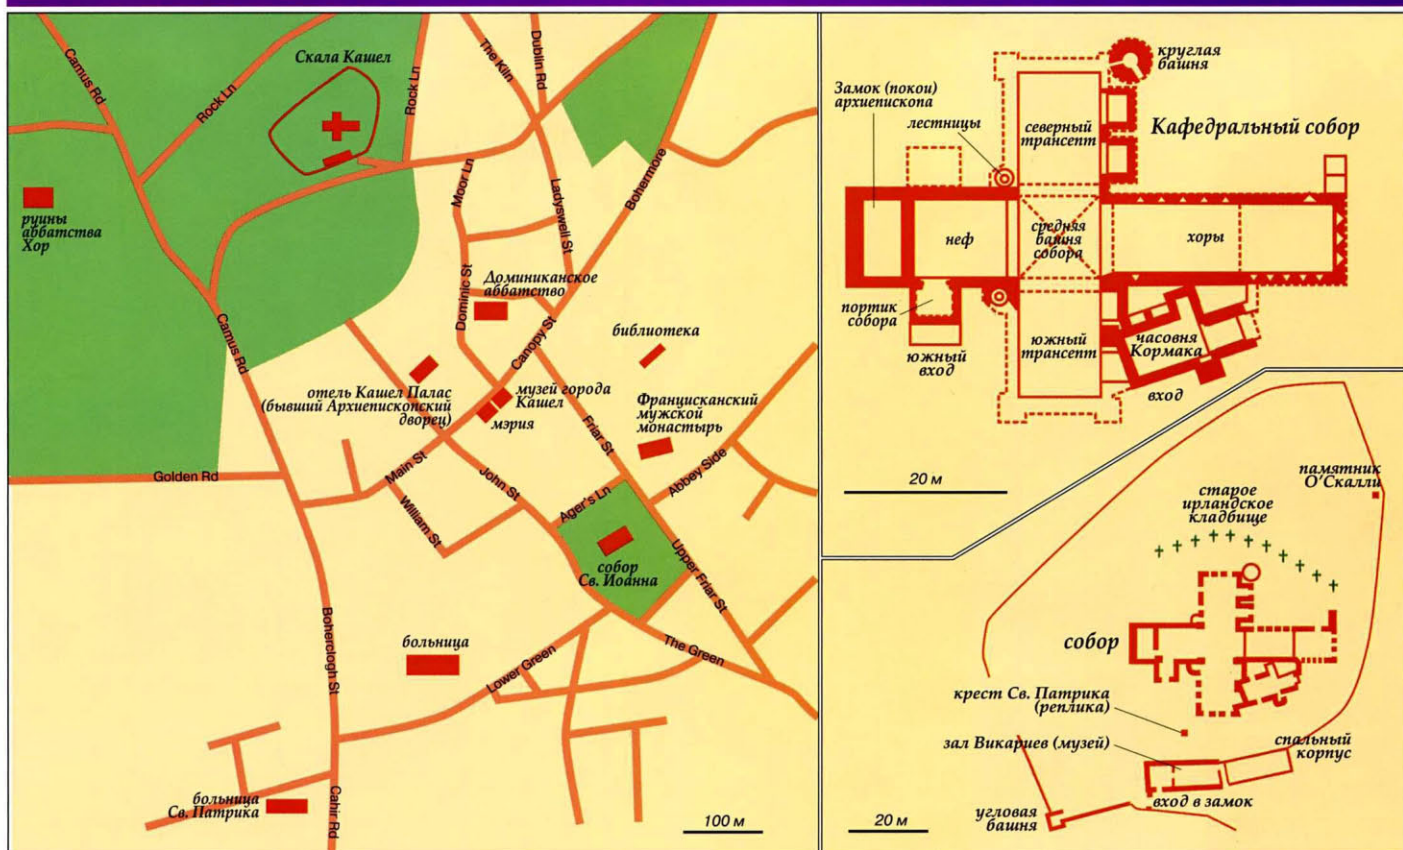 Скала Кашел
Camus Rd
Rock Ln
Rock Ln
The Kiln
Dublin Rd
руины
аббатства
Хор
Moor Ln
Ladyswell St
Bohermore
Dominic St
Доминиканское
аббатство
Canopy St
библиотека
Camus Rd
отель Кашел Палас
(бывший Архиепископский
дворец)
музей города
Кашел
мэрия
Францисканский
мужской
монастырь
Friar St
Abbey Side
Golden Rd
Main St
John St
William St
Ager's Ln
собор
Св. Иоанна
Upper Friar St
Boherclogh St
больница
Lower Green
The Green
больница
Св. Патрика
Cahir Rd
100 м
круглая
башня
Замок (покои)
архиепископа
лестницы
северный
трансепт
Кафедральный собор
неф
средняя
башня
собора
хоры
портик
собора
южный
вход
южный
трансепт
часовня
Кормака
вход
20 м
памятник
О'Скалли
старое
ирландское
кладбище
собор
крест Св. Патрика
(реплика)
зал Викариев (музей)
спальный
корпус
вход в замок
угловая
башня
20 м